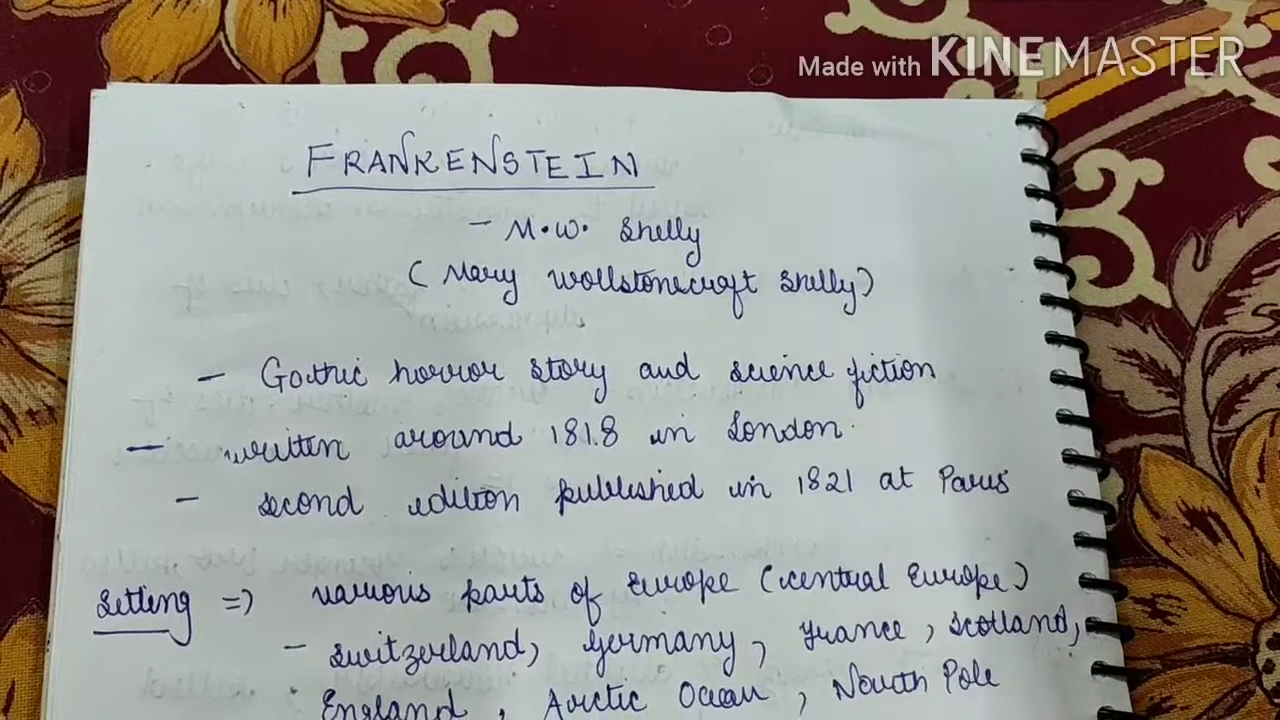 Made with KINEMASTER
FRANKENSTEIN
- M.W. Shelly
(Mary Wollstonecraft Shelly)
- Gothic horror story and science fiction
- written around 1818 in London.
- second edition published in 1821 at Paris
Setting => various parts of Europe (central Europe)
- Switzerland, Germany, France, Scotland,
England, Arctic Ocean, North Pole